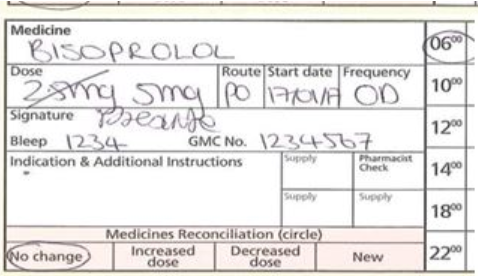 Medicine
BISOPROLOL
Dose Route Start date Frequency
2.5mg 5mg PO 17/01/17 OD
Signature
Bleep 1234 GMC No. 1234567
Indication & Additional Instructions Supply Pharmacist Check
Supply Supply
Medicines Reconciliation (circle)
No change Increased dose Decreased dose New
06⁰⁰
10⁰⁰
12⁰⁰
14⁰⁰
18⁰⁰
22⁰⁰